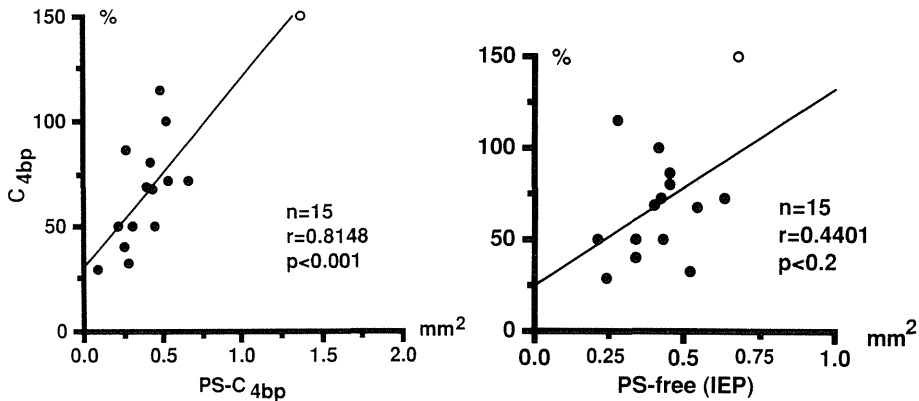 150 %
100
50
0
C4bp
n=15
r=0.8148
p<0.001
0.0 0.5 1.0 1.5 2.0 mm2
PS-C4bp
150 %
100
50
0
n=15
r=0.4401
p<0.2
0.0 0.25 0.5 0.75 1.0 mm2
PS-free (IEP)